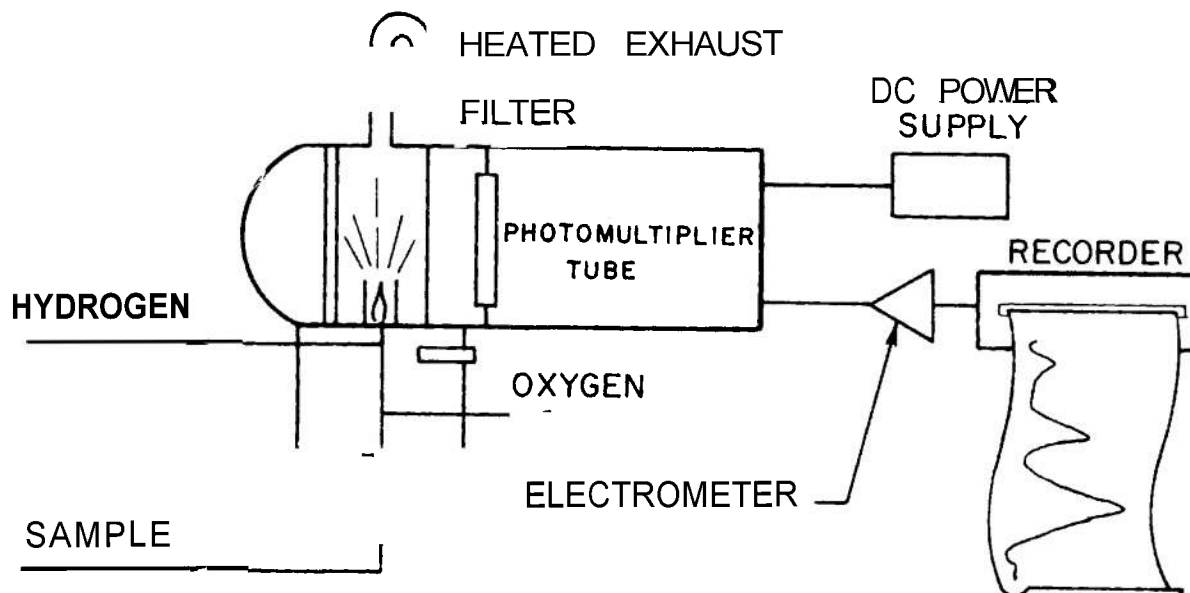 HEATED EXHAUST
FILTER
DC POWER
SUPPLY
PHOTOMULTIPLIER
TUBE
RECORDER
HYDROGEN
OXYGEN
ELECTROMETER
SAMPLE